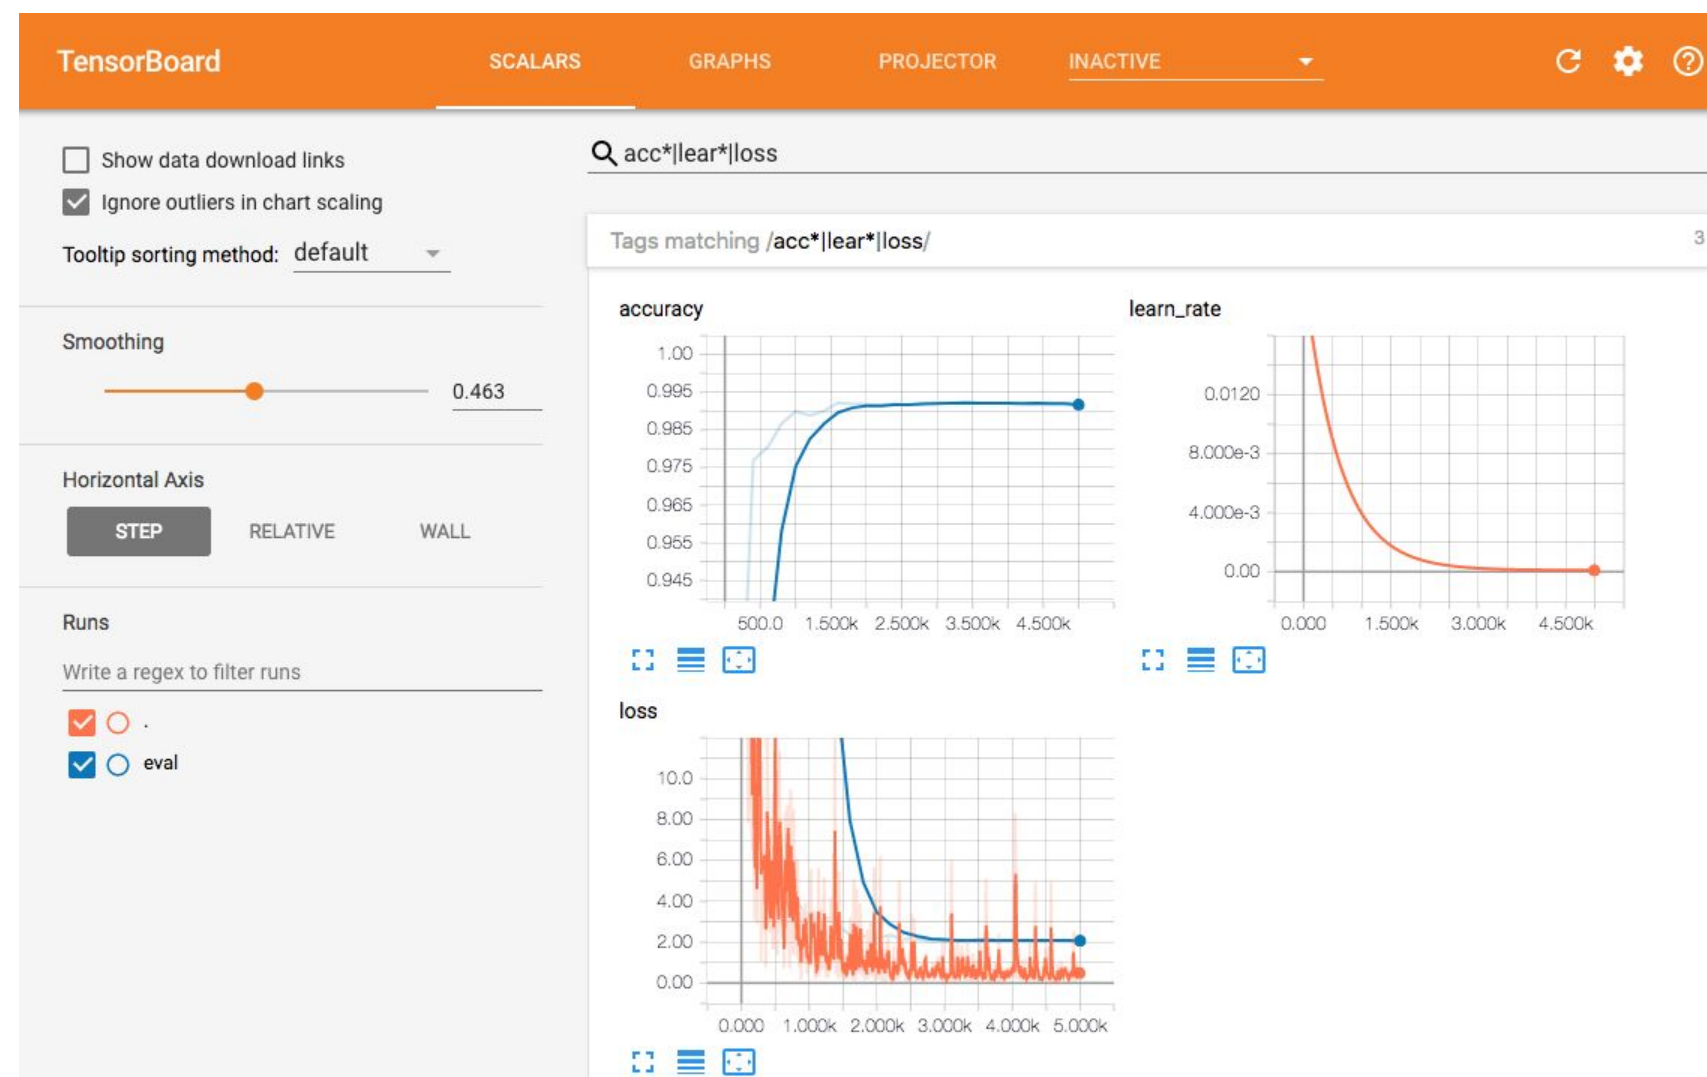 TensorBoard SCALARS GRAPHS PROJECTOR INACTIVE
Show data download links
Ignore outliers in chart scaling
Tooltip sorting method: default
Smoothing
0.463
Horizontal Axis
STEP RELATIVE WALL
Runs
Write a regex to filter runs
.
eval
acc*|lear*|loss
Tags matching /acc*|lear*|loss/ 3
accuracy
1.00
0.995
0.985
0.975
0.965
0.955
0.945
500.0 1.500k 2.500k 3.500k 4.500k
learn_rate
0.0120
8.000e-3
4.000e-3
0.00
0.000 1.500k 3.000k 4.500k
loss
10.0
8.00
6.00
4.00
2.00
0.00
0.000 1.000k 2.000k 3.000k 4.000k 5.000k